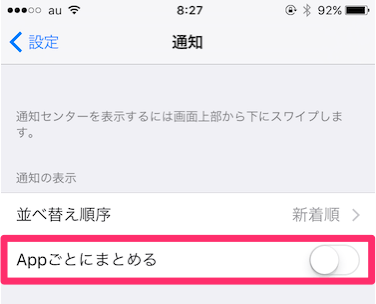 au 8:27 92%
設定 通知
通知センターを表示するには画面上部から下にスワイプしま
す。
通知の表示
並べ替え順序 新着順
Appごとにまとめる